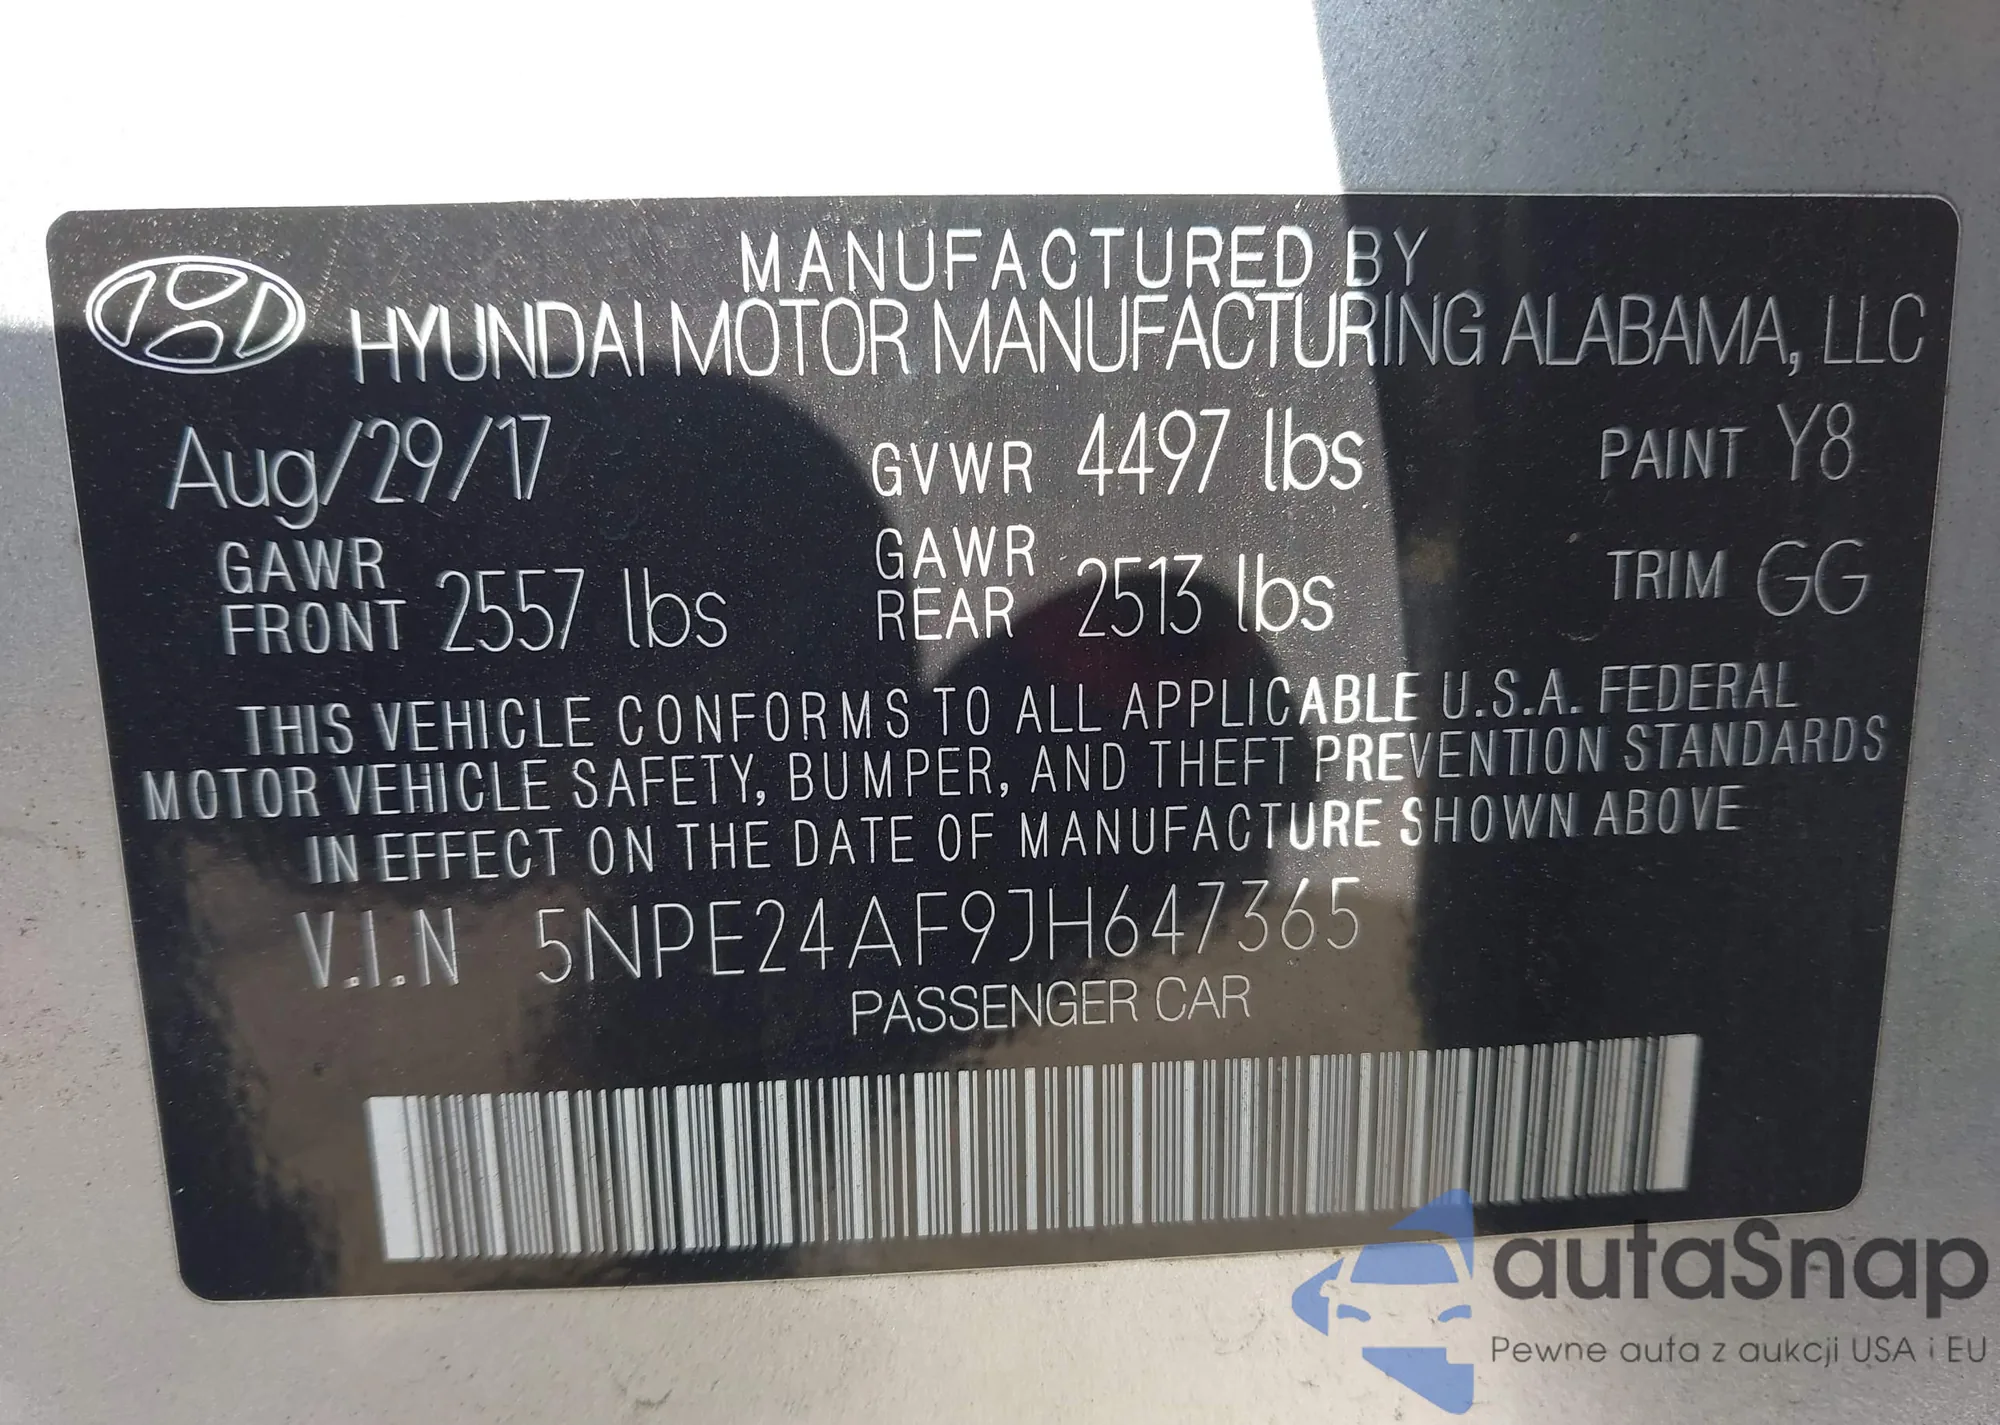 MANUFACTURED BY
HYUNDAI MOTOR MANUFACTURING ALABAMA, LLC
Aug/29/17 GVWR 4497 lbs PAINT Y8
GAWR FRONT 2557 lbs GAWR REAR 2513 lbs TRIM GG
THIS VEHICLE CONFORMS TO ALL APPLICABLE U.S.A. FEDERAL
MOTOR VEHICLE SAFETY, BUMPER, AND THEFT PREVENTION STANDARDS
IN EFFECT ON THE DATE OF MANUFACTURE SHOWN ABOVE
V.I.N 5NPE24AF9JH647365
PASSENGER CAR
autaSnap
Pewne auta z aukcji USA i EU